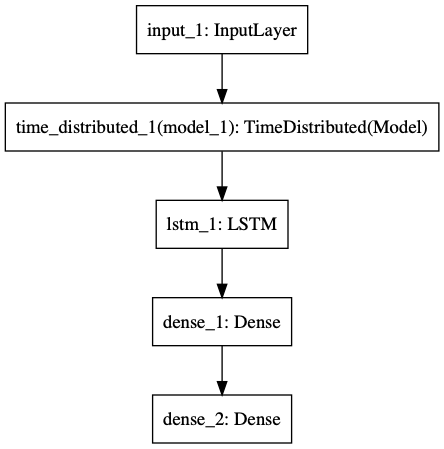 input_1: InputLayer
time_distributed_1(model_1): TimeDistributed(Model)
lstm_1: LSTM
dense_1: Dense
dense_2: Dense